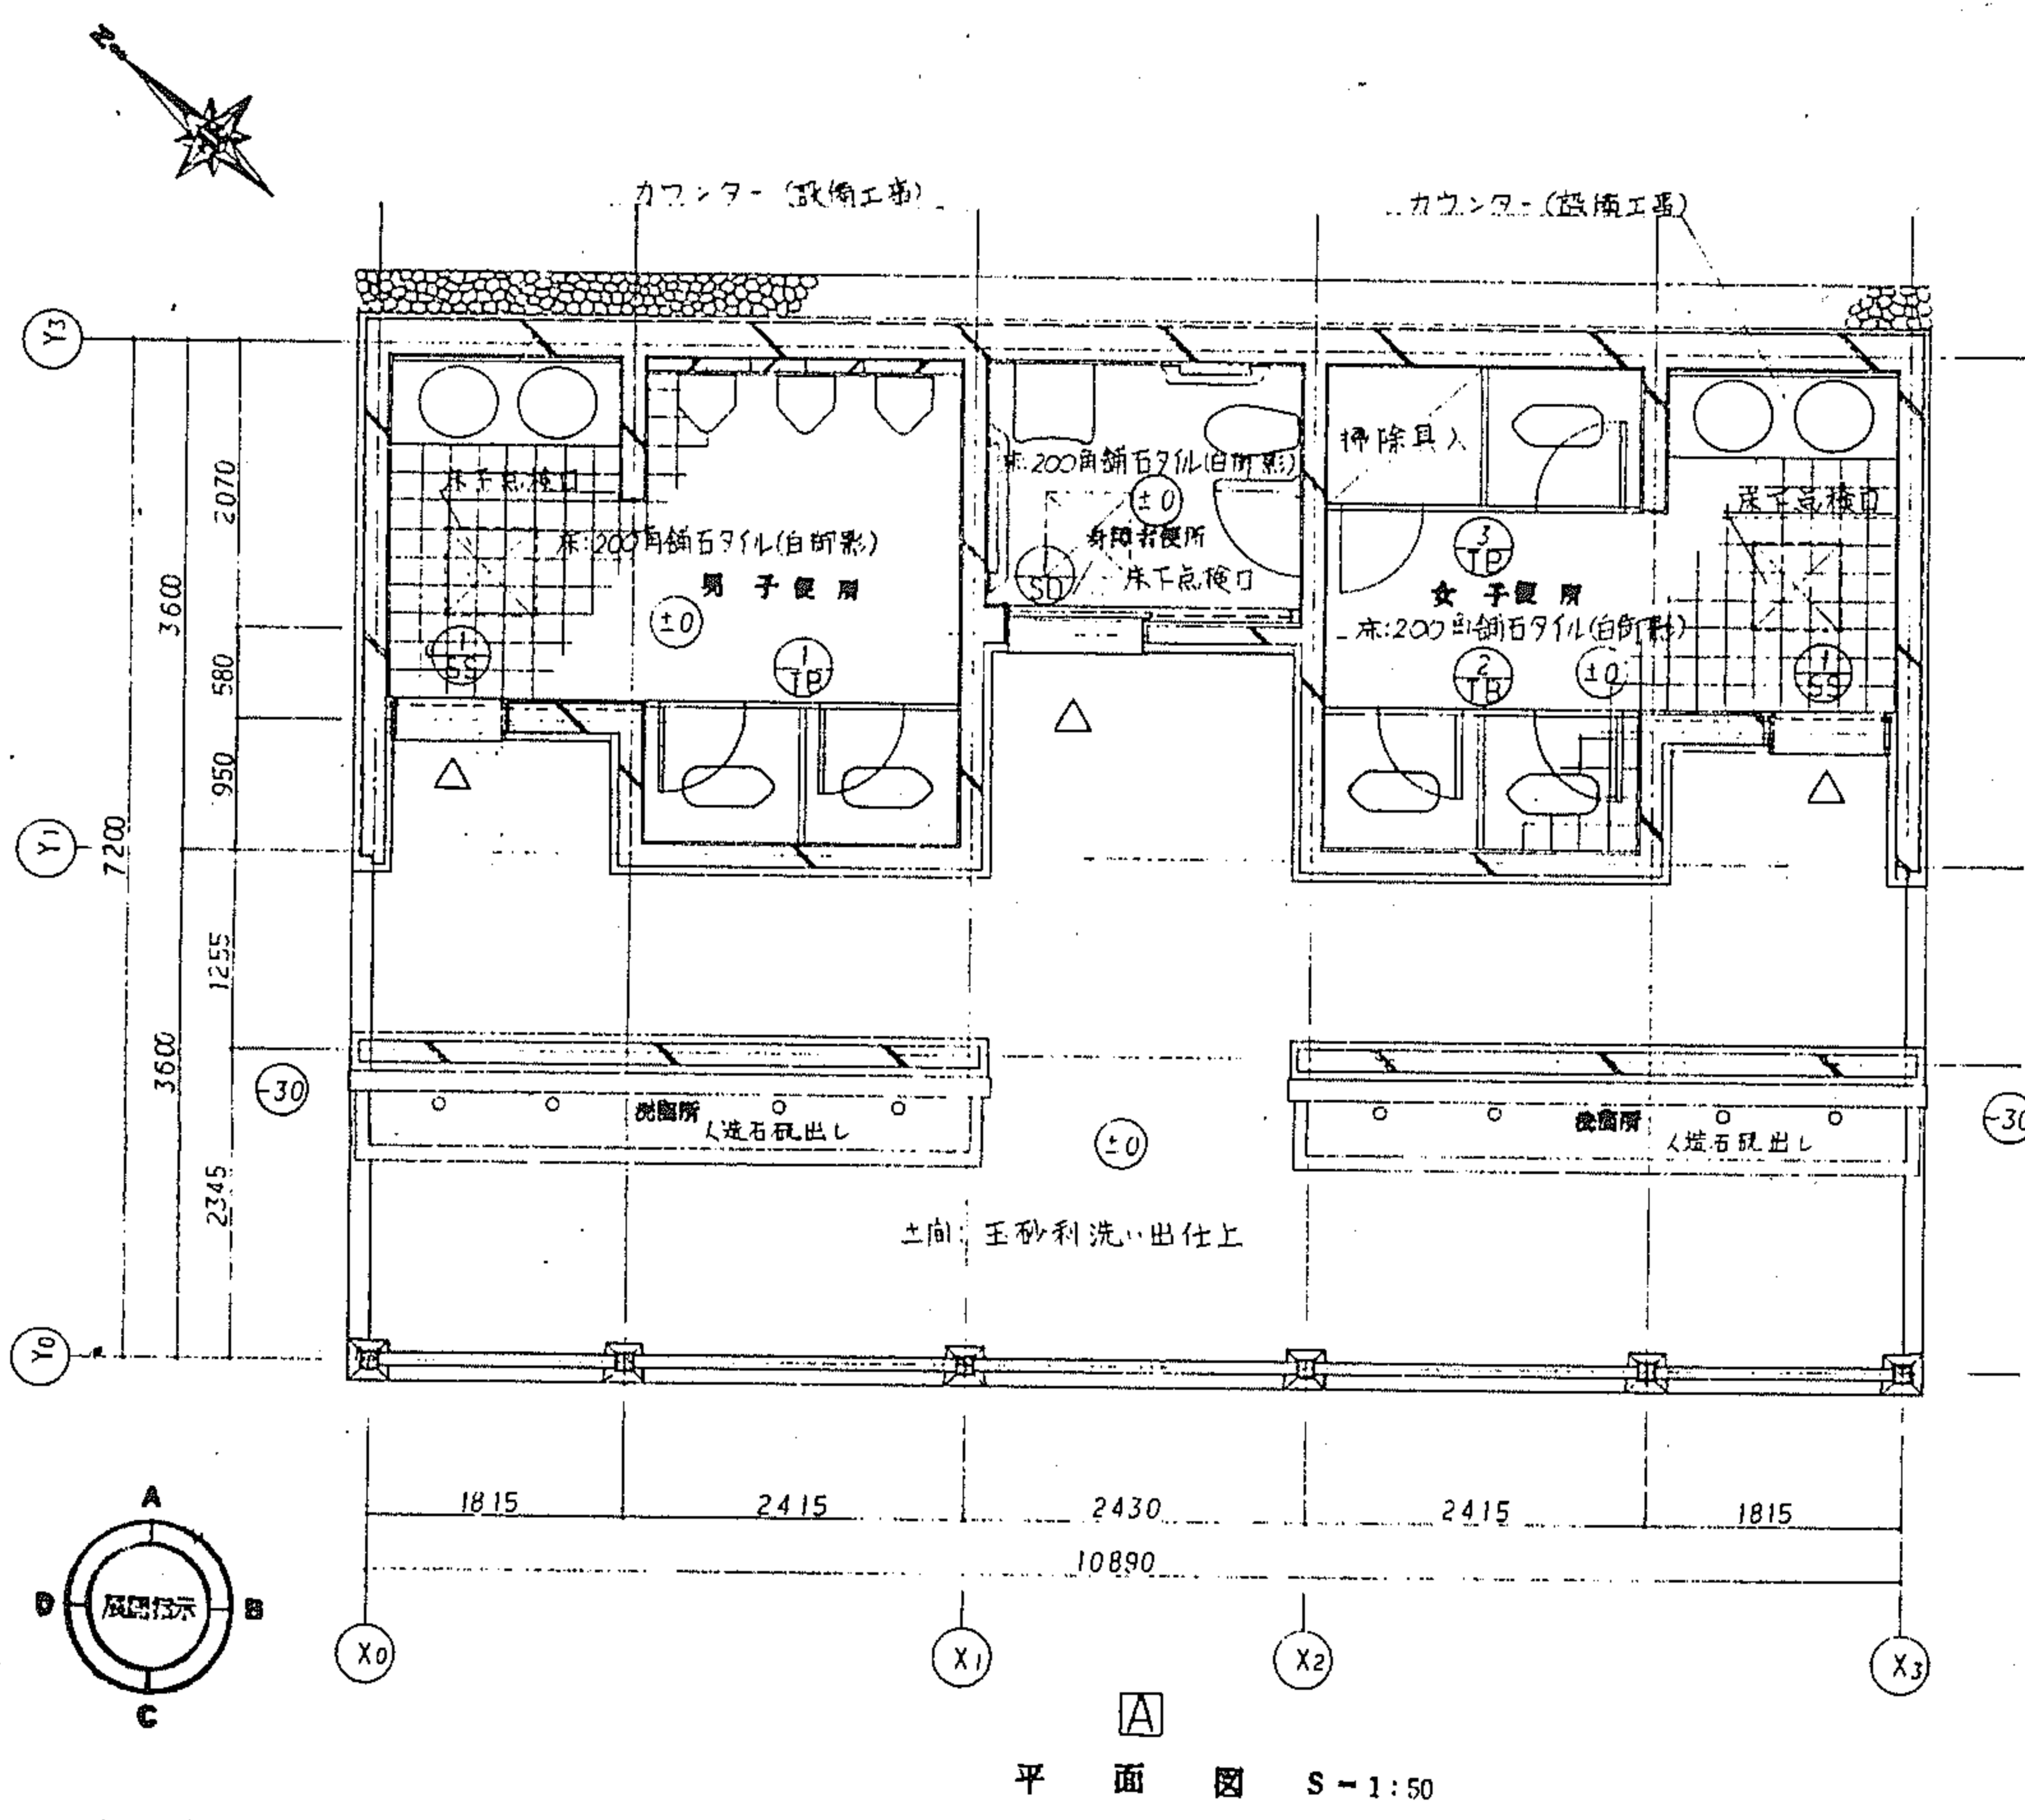 N
カウンター(設備工事)
カウンター(設備工事)
Y3
掃除具入
床下点検口
床:200角舗石タイル(白御影)
±0
身障者便所
床下点検口
1
SD
床下点検口
床:200角舗石タイル(白御影)
男子便所
±0
1
SS
1
TP
3
TP
女子便所
床:200角舗石タイル(白御影)
2
TP
±0
1
SS
2070
3600
580
950
7200
Y1
1255
3600
2345
-30
洗面所
人造石研出し
±0
洗面所
人造石研出し
-30
土間:玉砂利洗い出仕上
Y0
1815
2415
2430
2415
1815
10890
A
D
展開指示
B
C
X0
X1
X2
X3
A
平面図 S-1:50